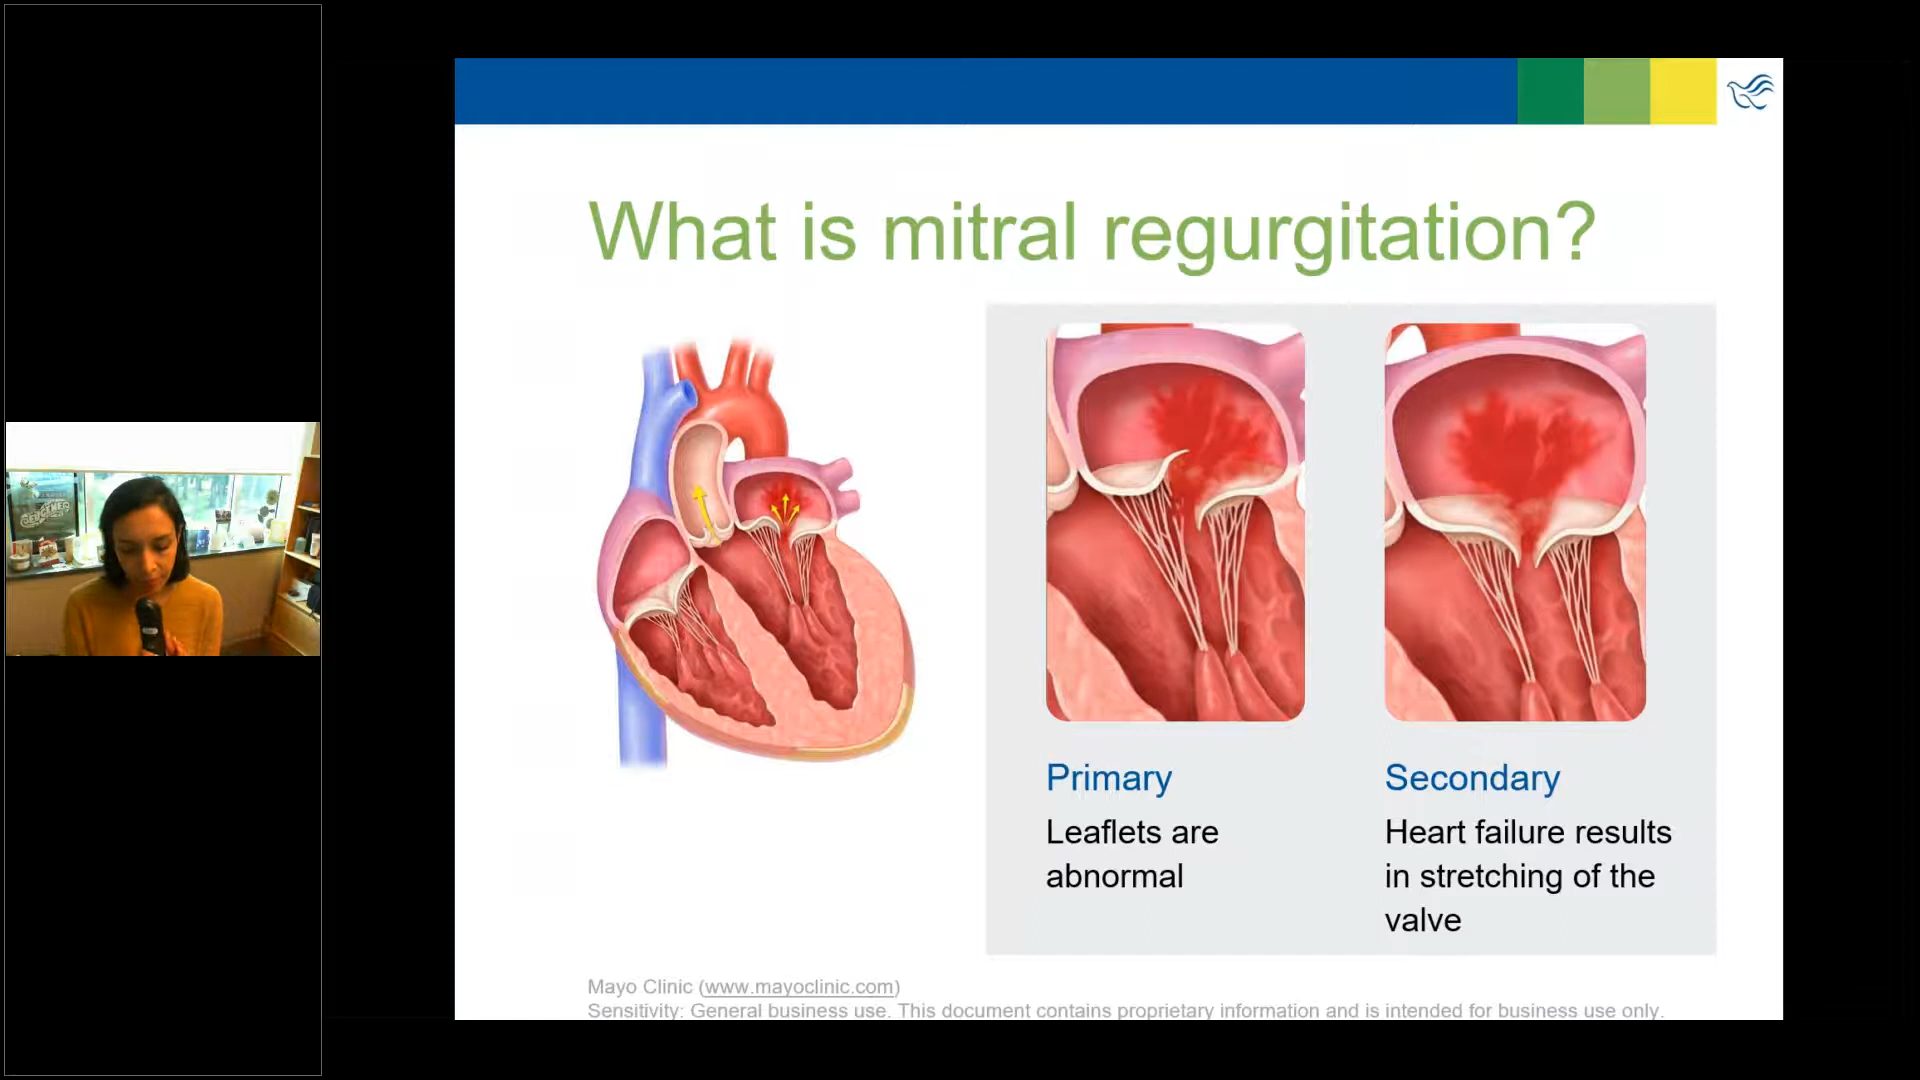 What is mitral regurgitation?
Primary
Leaflets are
abnormal
Secondary
Heart failure results
in stretching of the
valve
Mayo Clinic (www.mayoclinic.com)
Sensitivity: General business use. This document contains proprietary information and is intended for business use only.
EUGENE